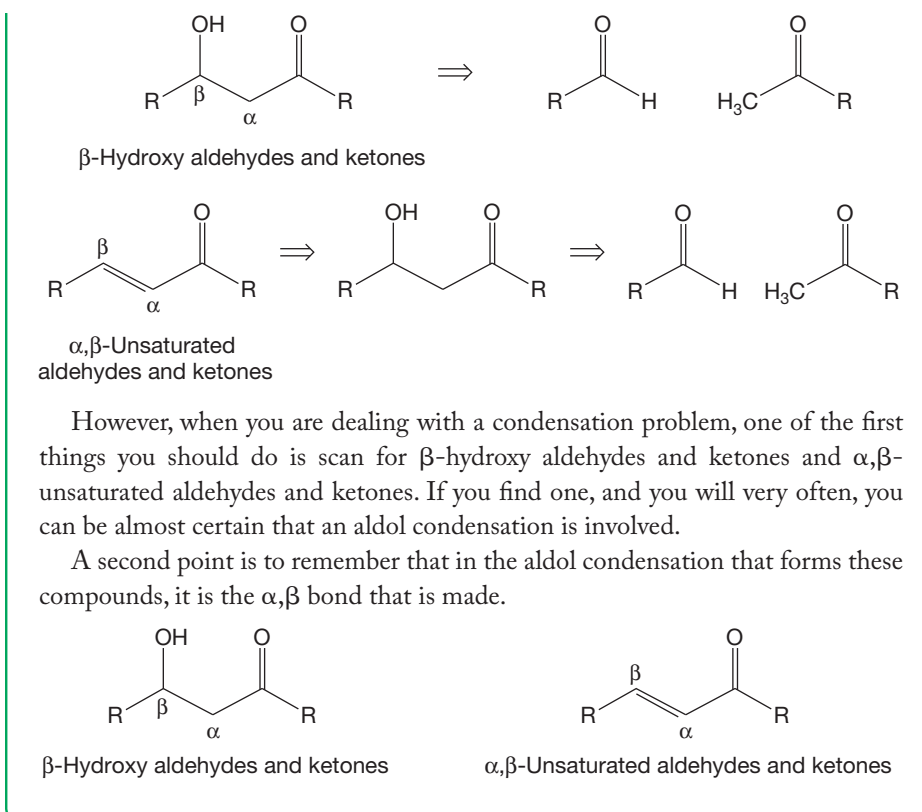 OH O O O
R β α R ⇒ R H H₃C R
β-Hydroxy aldehydes and ketones
O OH O O O
R β α R ⇒ R R ⇒ R H H₃C R
α,β-Unsaturated
aldehydes and ketones
However, when you are dealing with a condensation problem, one of the first
things you should do is scan for β-hydroxy aldehydes and ketones and α,β-
unsaturated aldehydes and ketones. If you find one, and you will very often, you
can be almost certain that an aldol condensation is involved.
A second point is to remember that in the aldol condensation that forms these
compounds, it is the α,β bond that is made.
OH O O
R β α R R β α R
β-Hydroxy aldehydes and ketones α,β-Unsaturated aldehydes and ketones